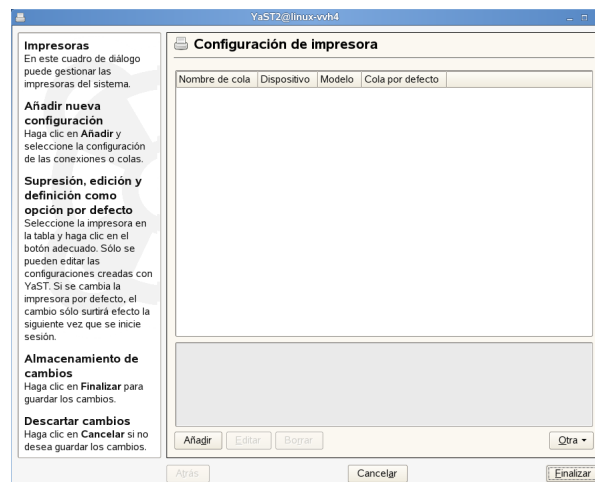 YaST2@linux-vvh4
Impresoras
En este cuadro de diálogo
puede gestionar las
impresoras del sistema.
Añadir nueva
configuración
Haga clic en Añadir y
seleccione la configuración
de las conexiones o colas.
Supresión, edición y
definición como
opción por defecto
Seleccione la impresora en
la tabla y haga clic en el
botón adecuado. Sólo se
pueden editar las
configuraciones creadas con
YaST. Si se cambia la
impresora por defecto, el
cambio sólo surtirá efecto la
siguiente vez que se inicie
sesión.
Almacenamiento de
cambios
Haga clic en Finalizar para
guardar los cambios.
Descartar cambios
Haga clic en Cancelar si no
desea guardar los cambios.
Configuración de impresora
Nombre de cola Dispositivo Modelo Cola por defecto
Añadir Editar Borrar Otra
Atrás Cancelar Finalizar